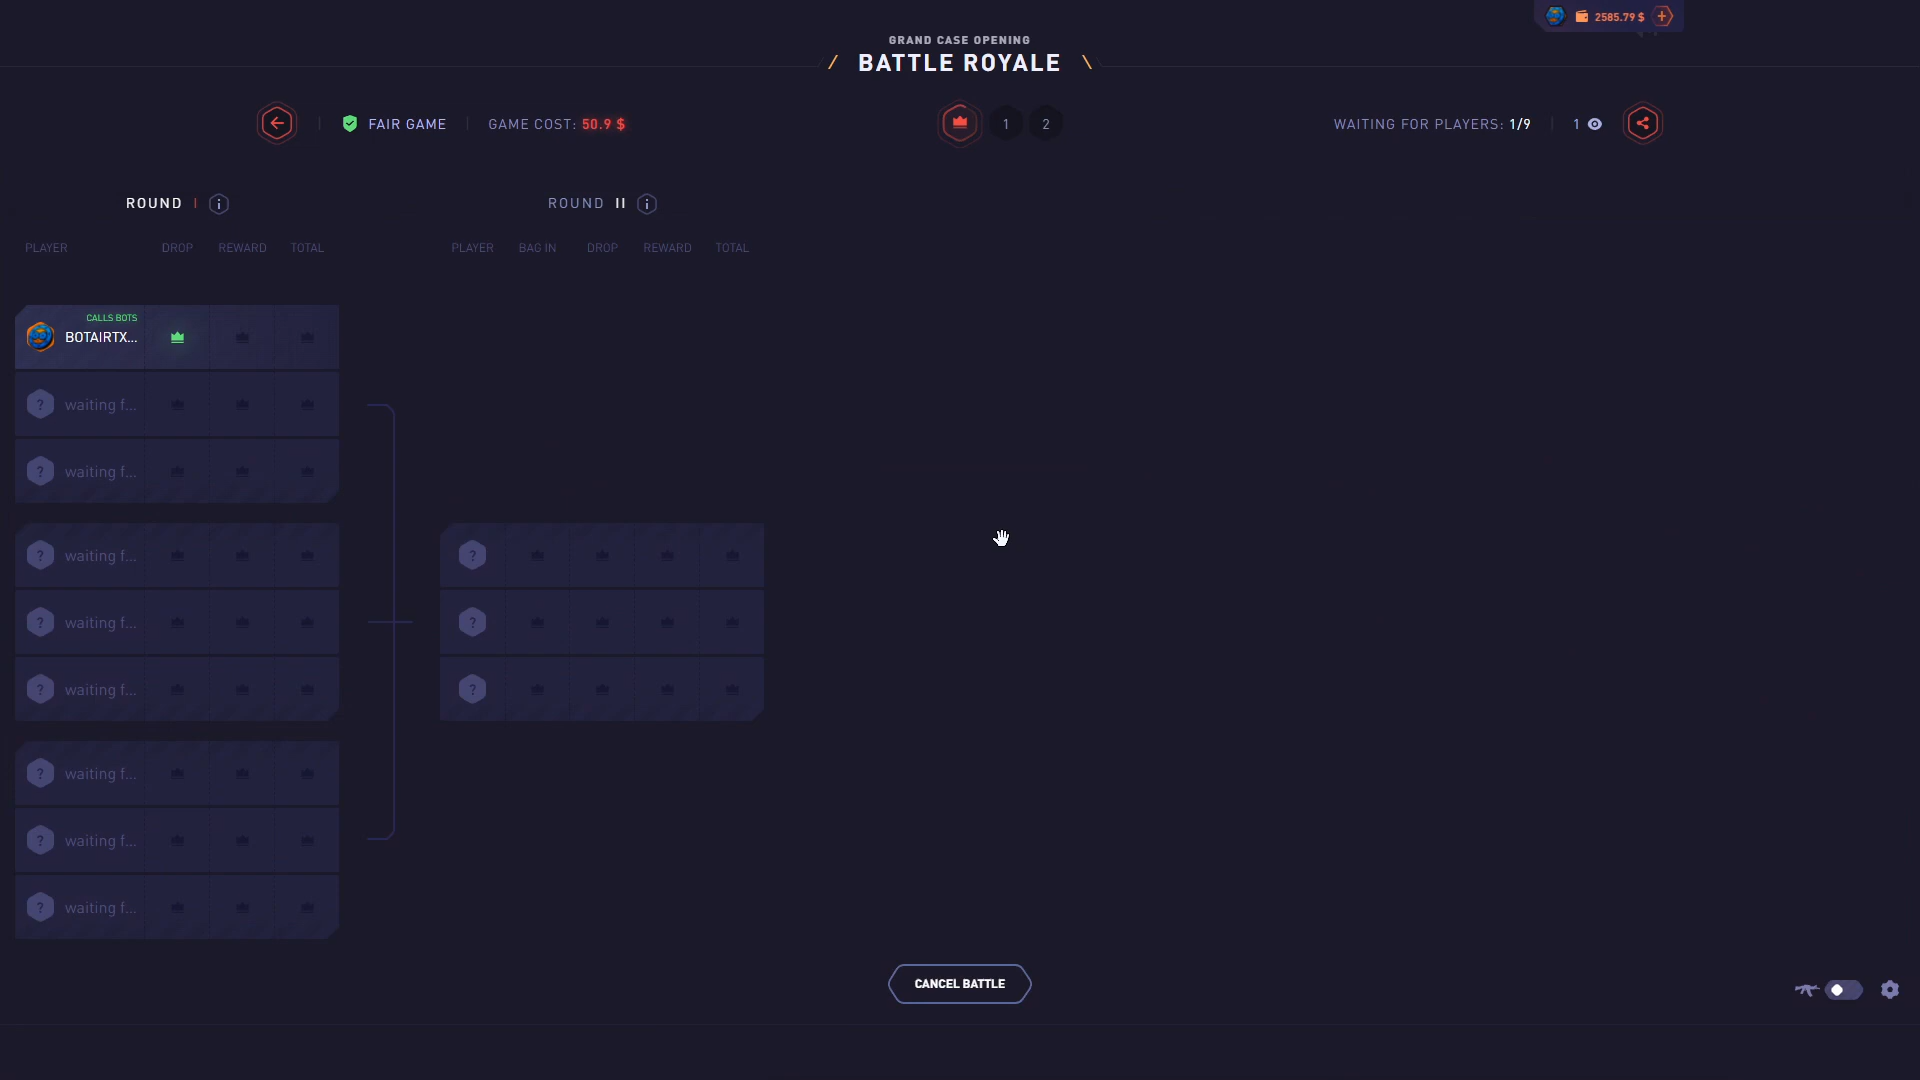 2585.79 $
GRAND CASE OPENING
BATTLE ROYALE
FAIR GAME
GAME COST: 50.9 $
1
2
WAITING FOR PLAYERS: 1/9
1
ROUND I
ROUND II
PLAYER DROP REWARD TOTAL
PLAYER BAG IN DROP REWARD TOTAL
CALLS BOTS
BOTAIRTX...
? waiting f...
? waiting f...
? waiting f...
? waiting f...
? waiting f...
? waiting f...
? waiting f...
? waiting f...
?
?
?
CANCEL BATTLE